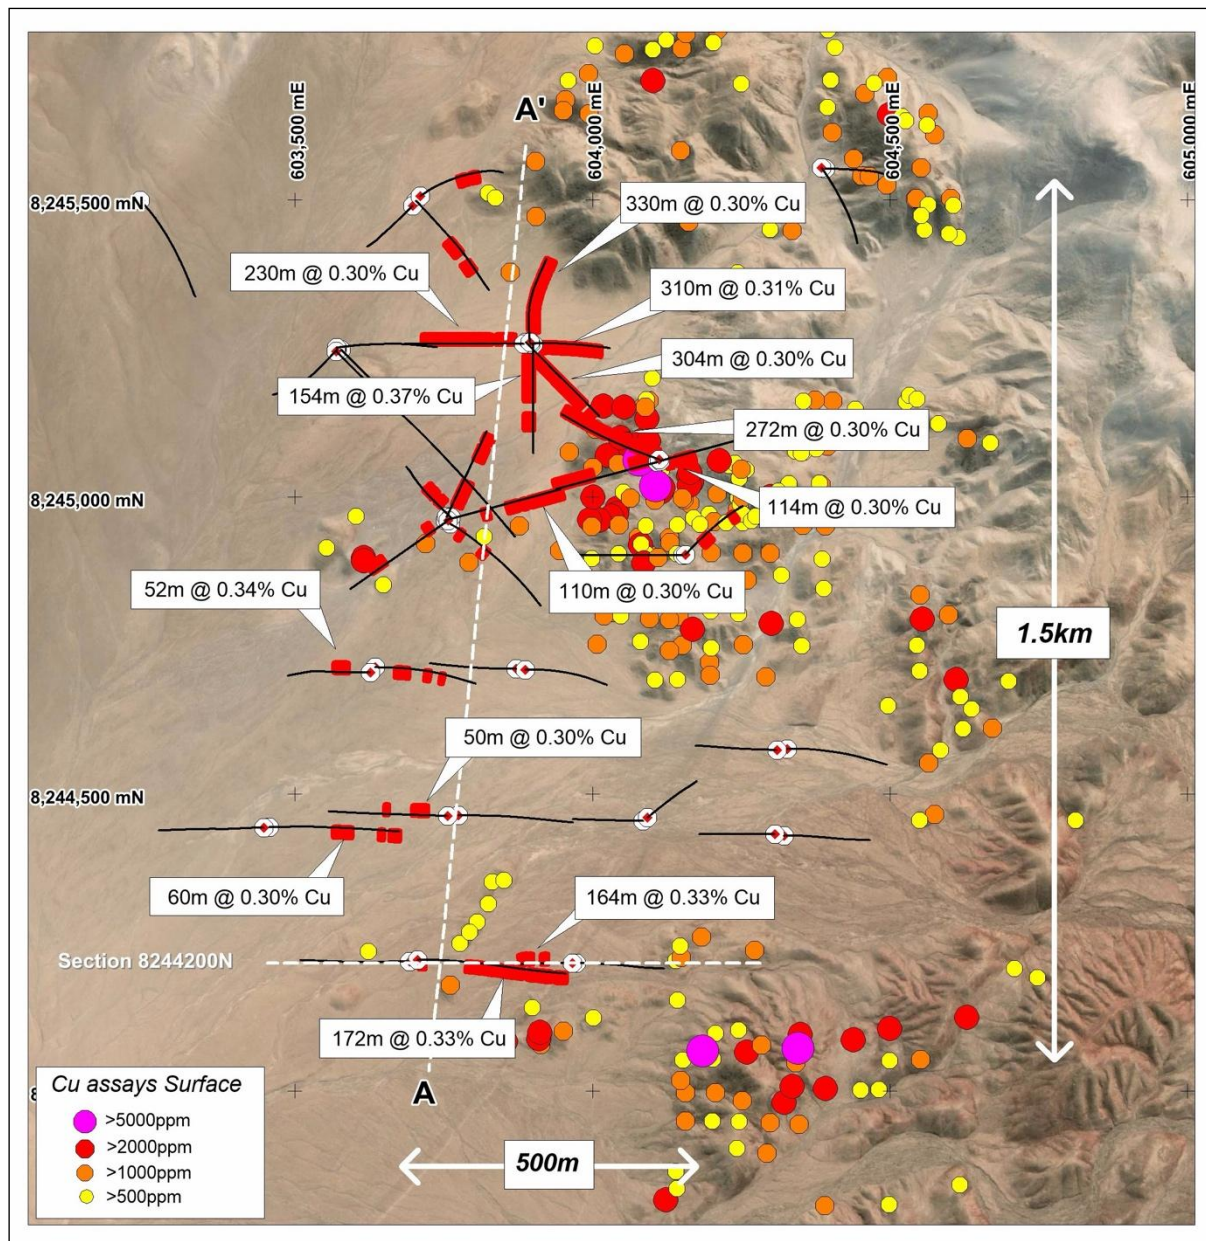 603,500 mE
604,000 mE
604,500 mE
605,000 mE
A'
8,245,500 mN
330m @ 0.30% Cu
230m @ 0.30% Cu
310m @ 0.31% Cu
304m @ 0.30% Cu
154m @ 0.37% Cu
272m @ 0.30% Cu
8,245,000 mN
114m @ 0.30% Cu
52m @ 0.34% Cu
110m @ 0.30% Cu
1.5km
50m @ 0.30% Cu
8,244,500 mN
60m @ 0.30% Cu
164m @ 0.33% Cu
Section 8244200N
172m @ 0.33% Cu
A
500m
Cu assays Surface
>5000ppm
>2000ppm
>1000ppm
>500ppm